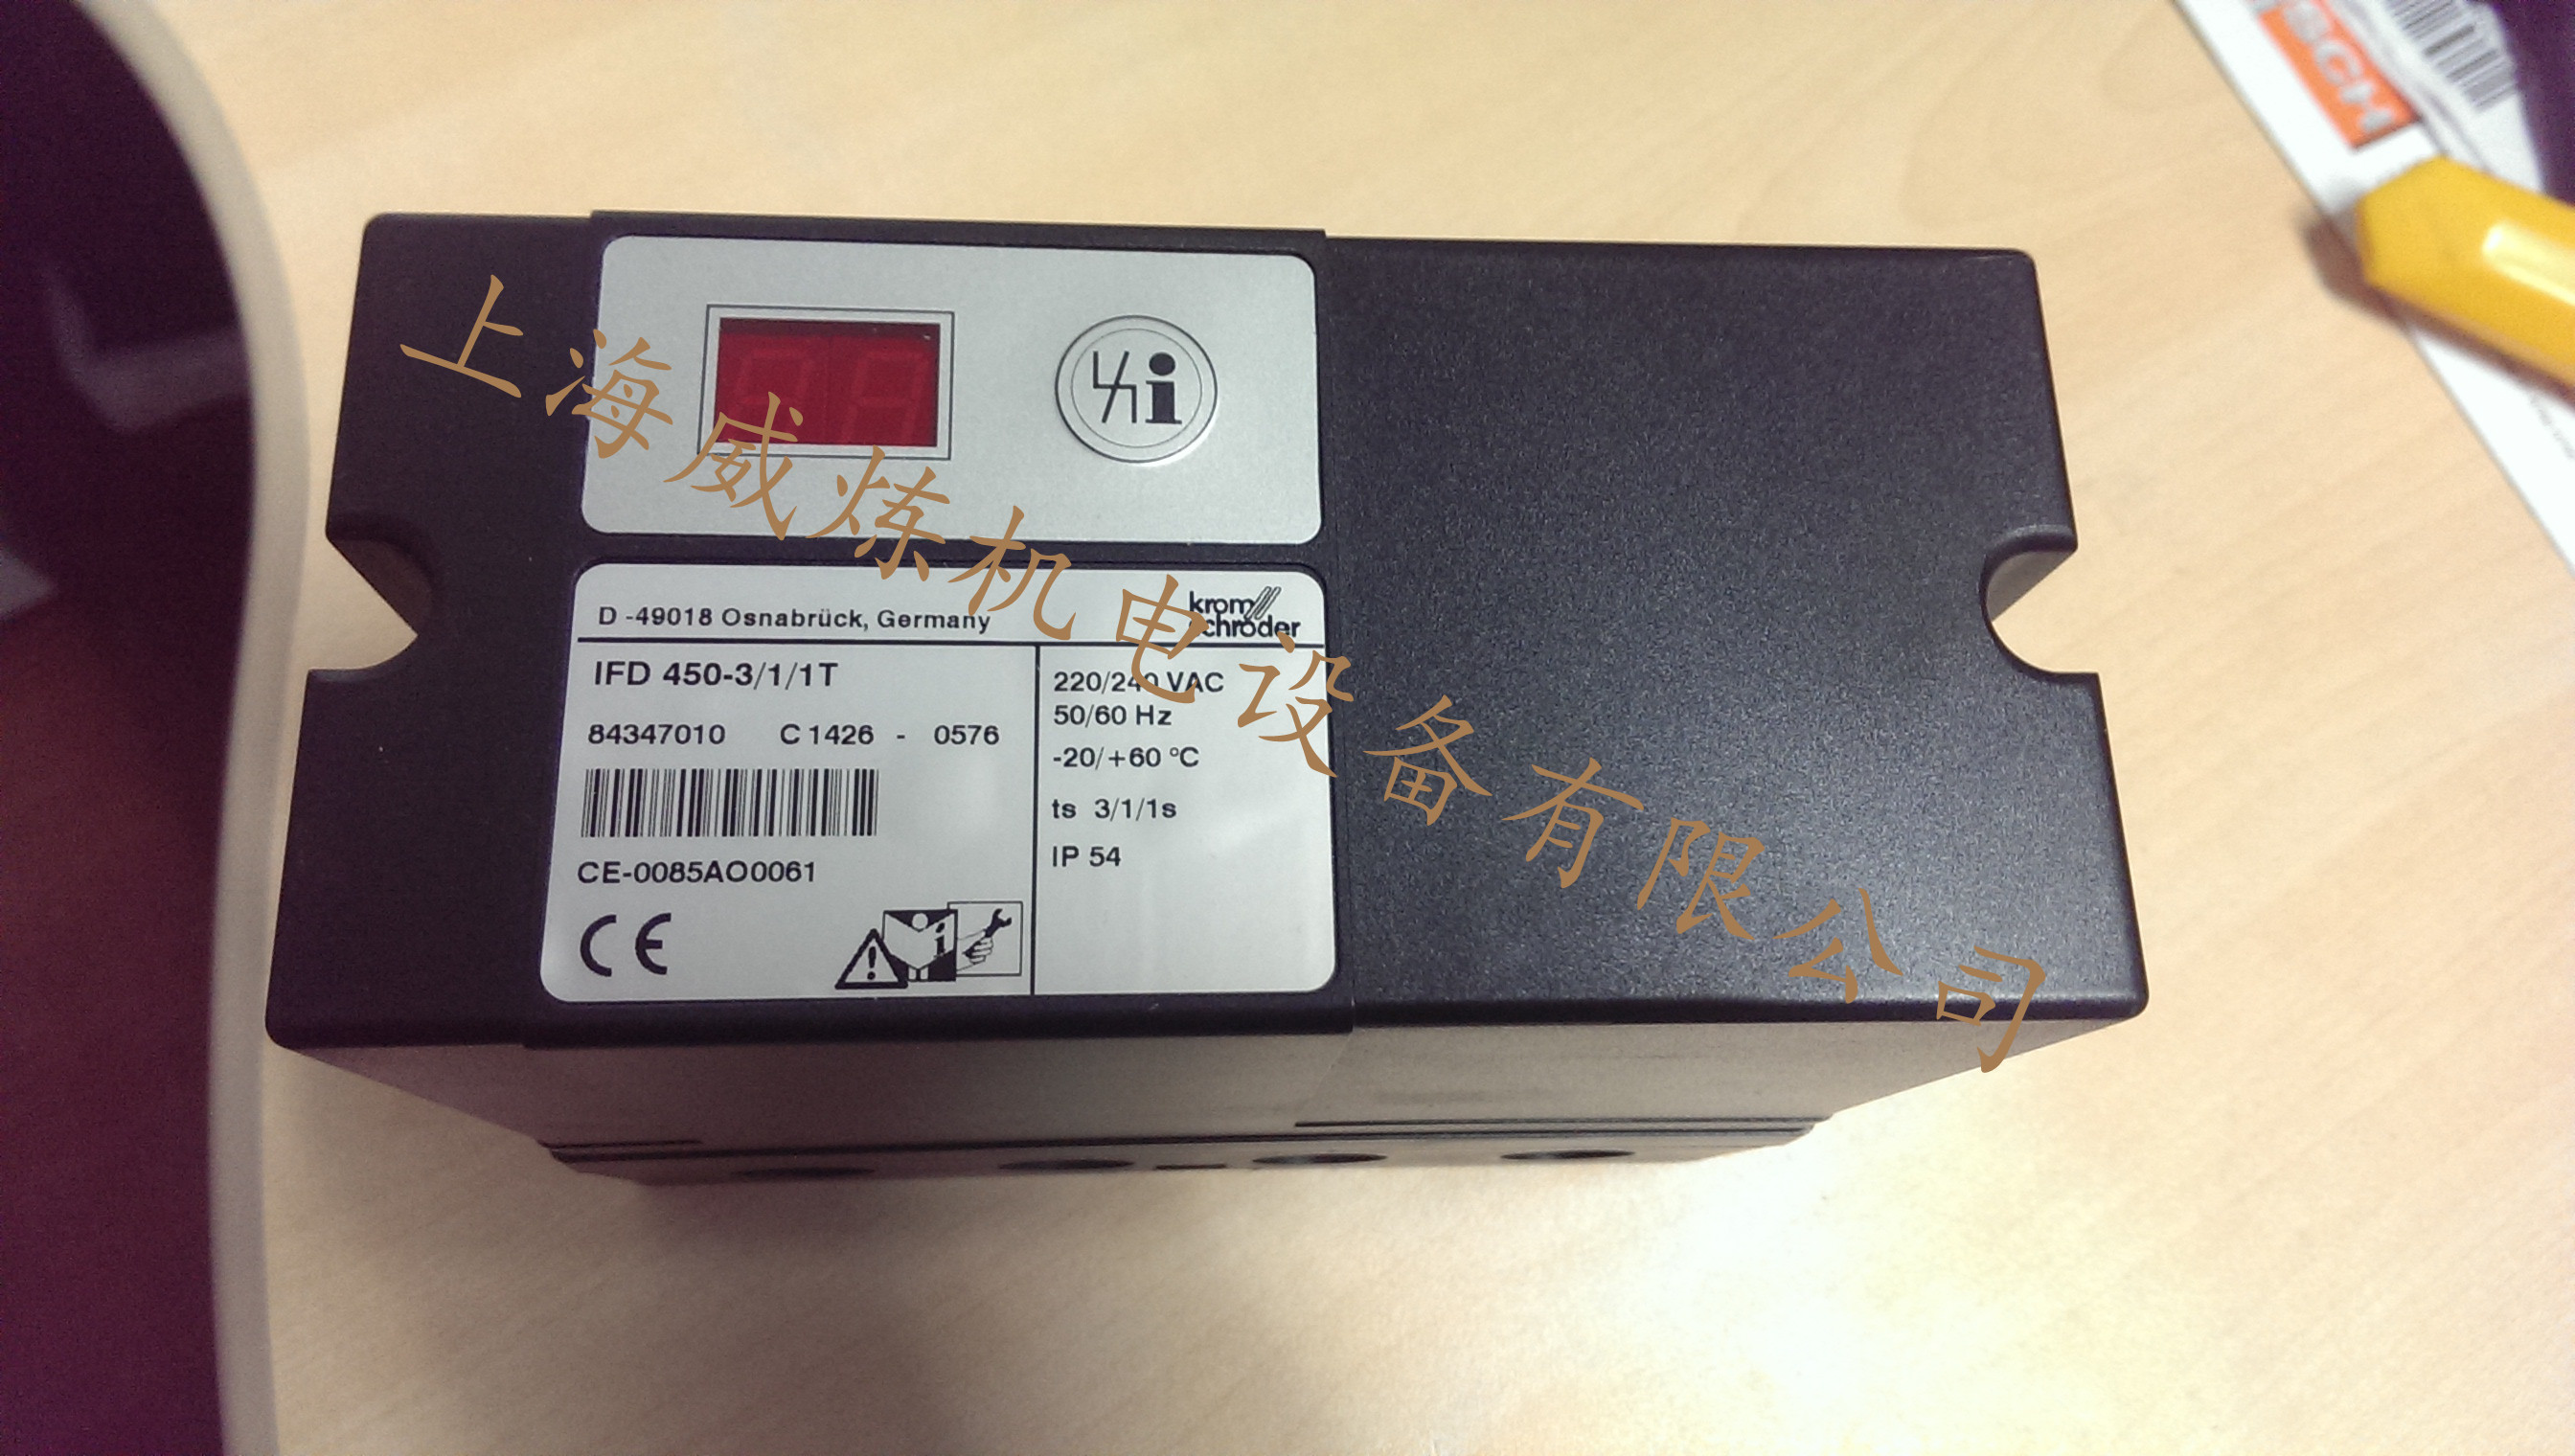 SCH
上海威炼机电设备有限公司
i
D -49018 Osnabrück, Germany
krom
schröder
IFD 450-3/1/1T
84347010 C 1426 - 0576
CE-0085AO0061
CE
220/240 VAC
50/60 Hz
-20/+60 °C
ts 3/1/1s
IP 54